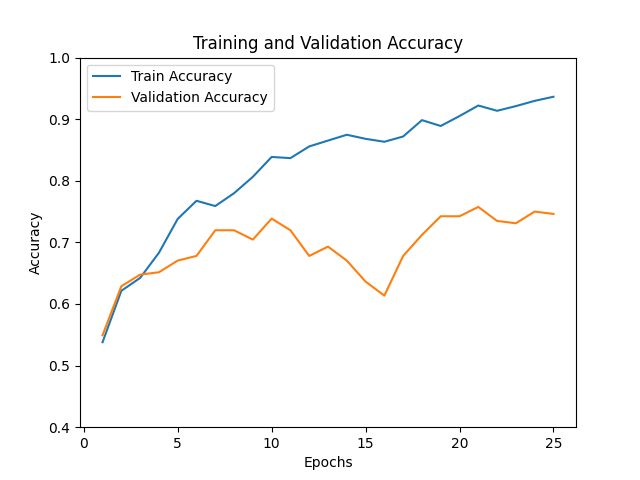 Training and Validation Accuracy
Train Accuracy
Validation Accuracy
Accuracy
1.0
0.9
0.8
0.7
0.6
0.5
0.4
0 5 10 15 20 25
Epochs